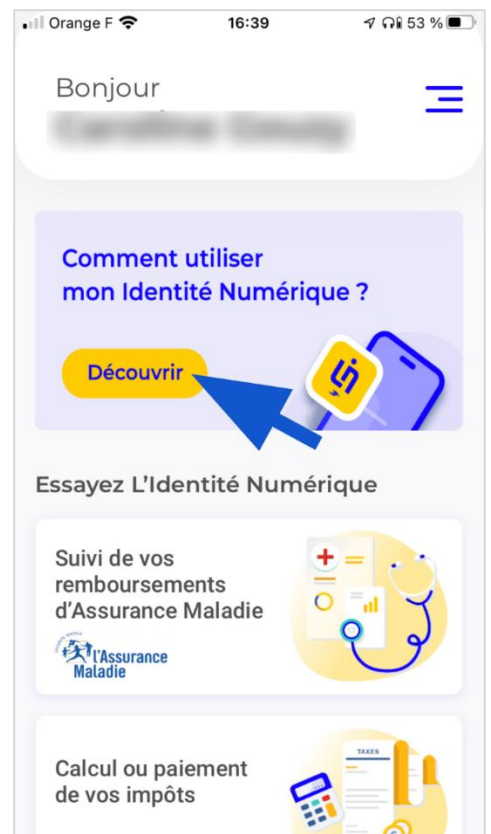 Orange F 16:39 53 %
Bonjour
Comment utiliser
mon Identité Numérique ?
Découvrir
Essayez L'Identité Numérique
Suivi de vos
remboursements
d'Assurance Maladie
l'Assurance
Maladie
TAXES
Calcul ou paiement
de vos impôts